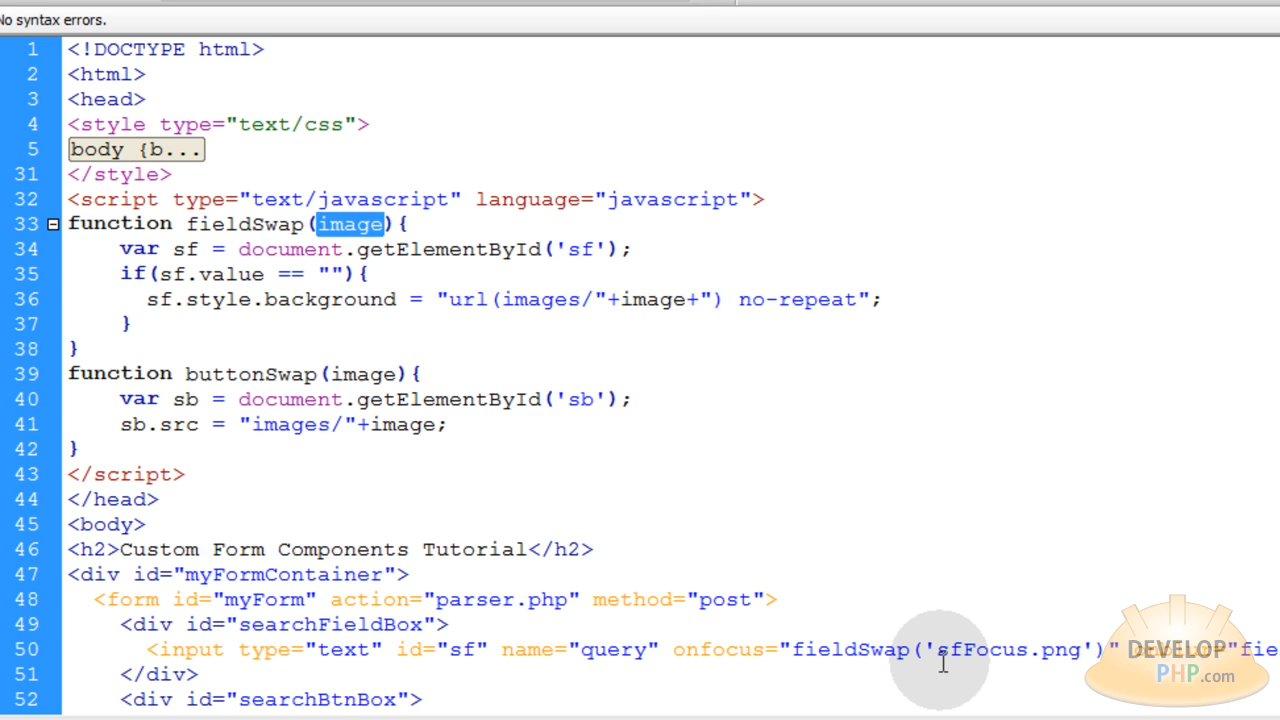 No syntax errors.
1 <!DOCTYPE html>
2 <html>
3 <head>
4 <style type="text/css">
5 body {b...
31 </style>
32 <script type="text/javascript" language="javascript">
33 function fieldSwap(image){
34     var sf = document.getElementById('sf');
35     if(sf.value == ""){
36       sf.style.background = "url(images/"+image+") no-repeat";
37     }
38 }
39 function buttonSwap(image){
40     var sb = document.getElementById('sb');
41     sb.src = "images/"+image;
42 }
43 </script>
44 </head>
45 <body>
46 <h2>Custom Form Components Tutorial</h2>
47 <div id="myFormContainer">
48   <form id="myForm" action="parser.php" method="post">
49     <div id="searchFieldBox">
50       <input type="text" id="sf" name="query" onfocus="fieldSwap('sfFocus.png')"
51     </div>
52     <div id="searchBtnBox">
DEVELOP
PHP.com